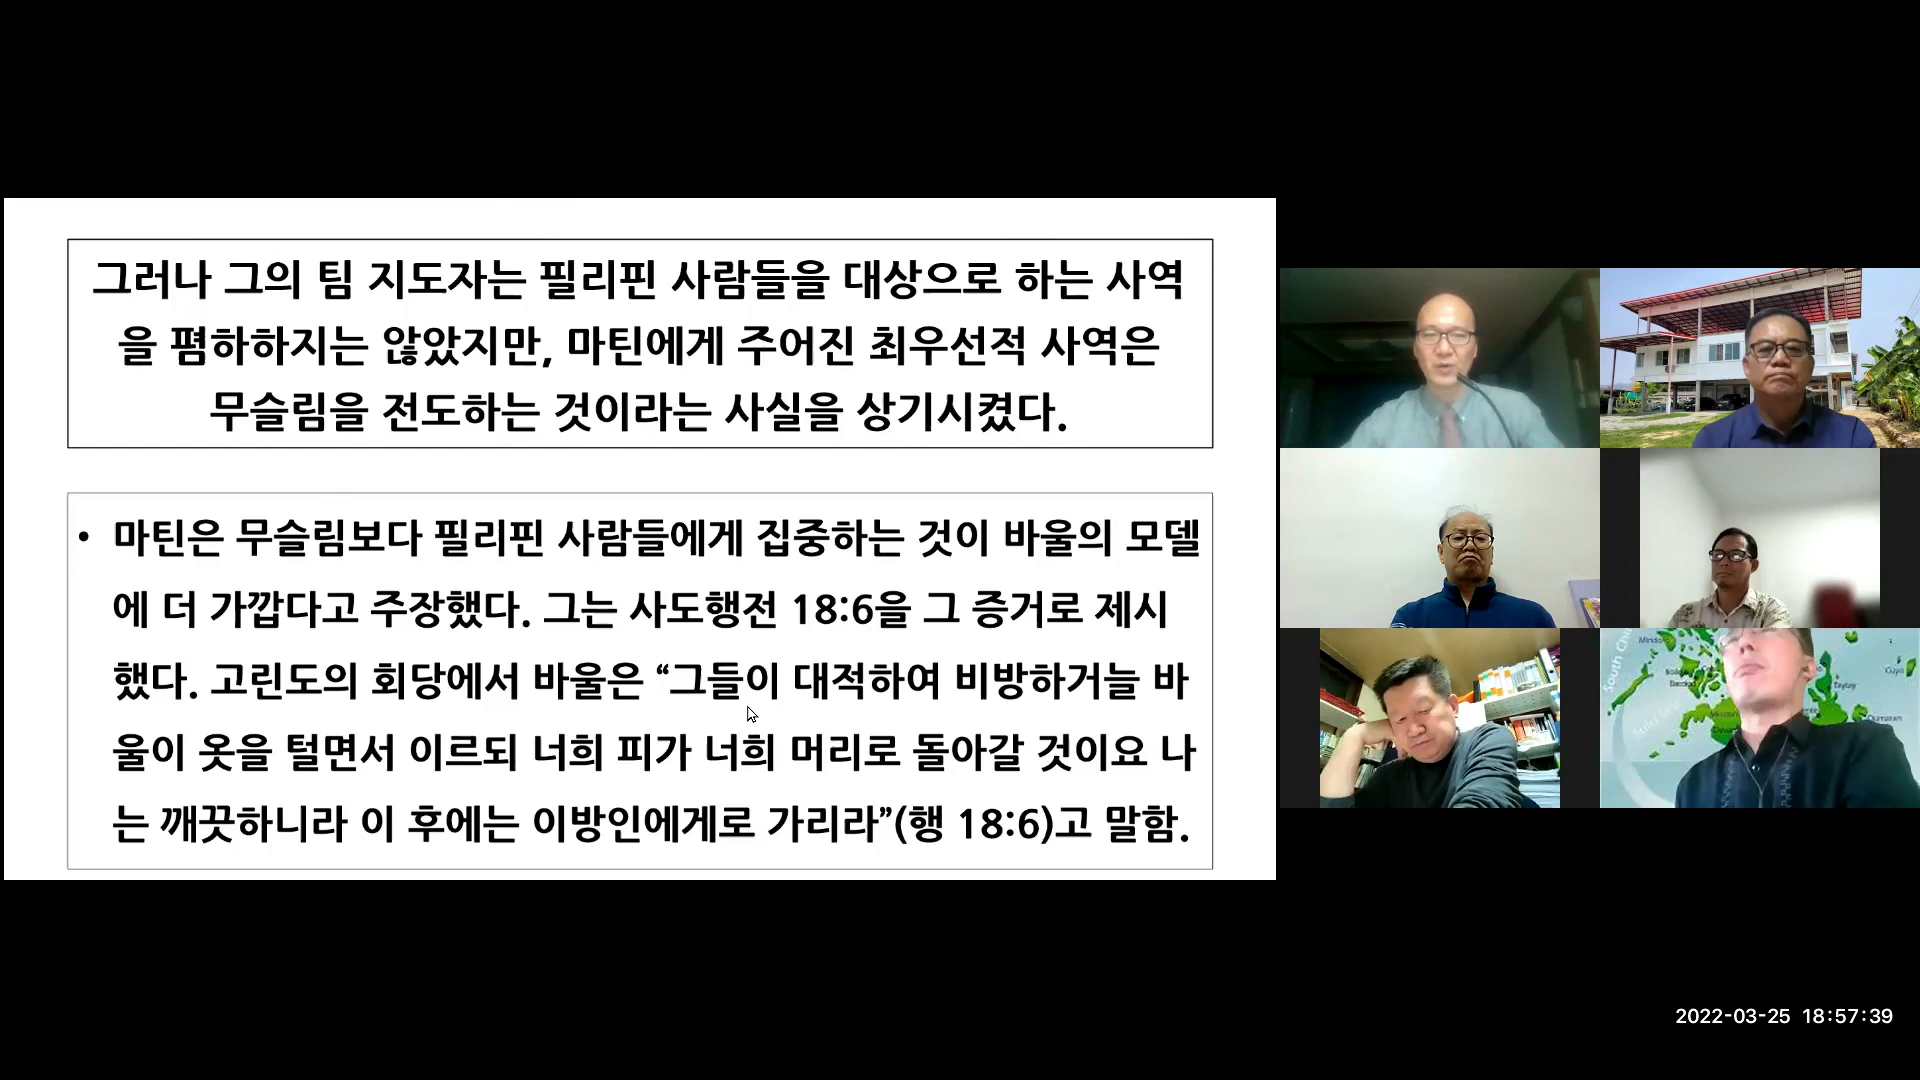 그러나 그의 팀 지도자는 필리핀 사람들을 대상으로 하는 사역
을 폄하하지는 않았지만, 마틴에게 주어진 최우선적 사역은
무슬림을 전도하는 것이라는 사실을 상기시켰다.
• 마틴은 무슬림보다 필리핀 사람들에게 집중하는 것이 바울의 모델
에 더 가깝다고 주장했다. 그는 사도행전 18:6을 그 증거로 제시
했다. 고린도의 회당에서 바울은 “그들이 대적하여 비방하거늘 바
울이 옷을 털면서 이르되 너희 피가 너희 머리로 돌아갈 것이요 나
는 깨끗하니라 이 후에는 이방인에게로 가리라”(행 18:6)고 말함.
South
Cuyo
Taytay
Dumaran
2022-03-25 18:57:39